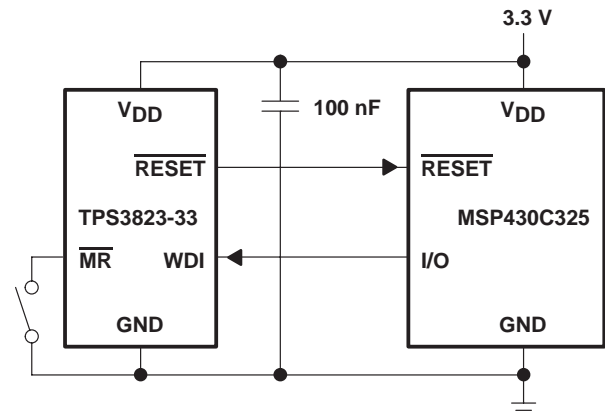 3.3 V
VDD
VDD
100 nF
RESET
RESET
TPS3823-33
MSP430C325
MR
WDI
I/O
GND
GND